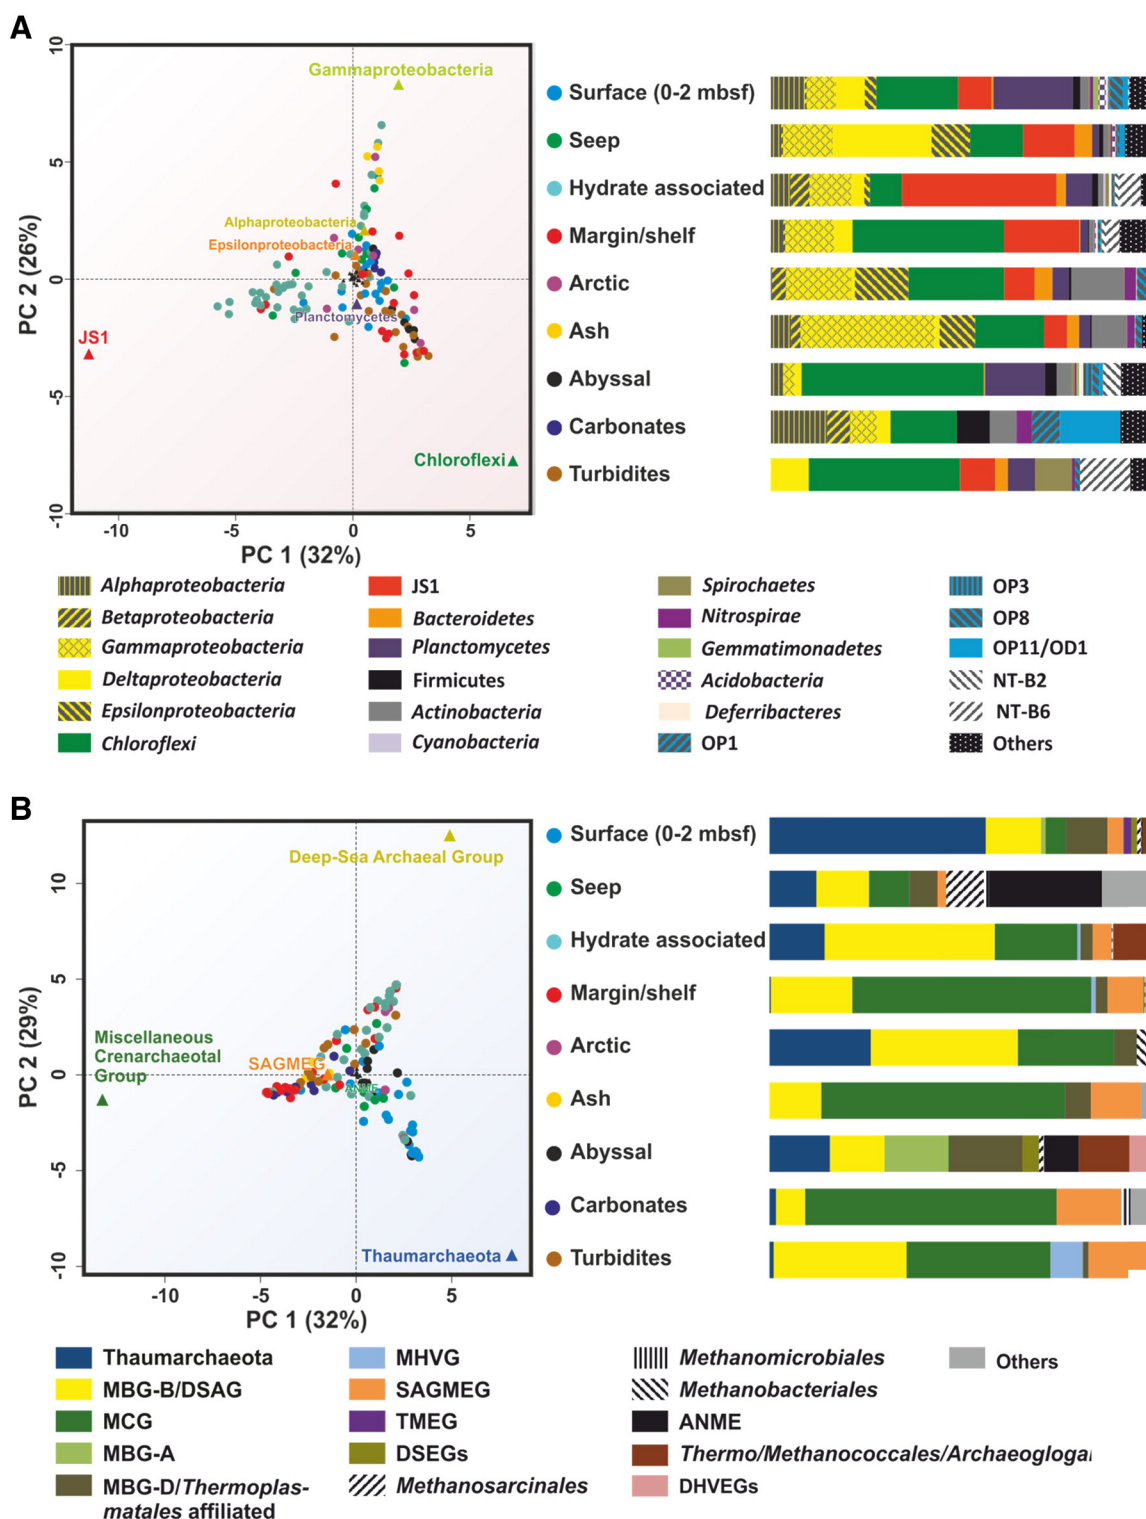 A
10
5
0
-5
-10
PC 2 (26%)
Gammaproteobacteria
Alphaproteobacteria
Epsilonproteobacteria
Planctomycetes
JS1
Chloroflexi
-10
-5
0
5
PC 1 (32%)
Surface (0-2 mbsf)
Seep
Hydrate associated
Margin/shelf
Arctic
Ash
Abyssal
Carbonates
Turbidites
Alphaproteobacteria
Betaproteobacteria
Gammaproteobacteria
Deltaproteobacteria
Epsilonproteobacteria
Chloroflexi
JS1
Bacteroidetes
Planctomycetes
Firmicutes
Actinobacteria
Cyanobacteria
Spirochaetes
Nitrospirae
Gemmatimonadetes
Acidobacteria
Deferribacteres
OP1
OP3
OP8
OP11/OD1
NT-B2
NT-B6
Others
B
10
5
0
-5
-10
PC 2 (29%)
Deep-Sea Archaeal Group
Miscellaneous
Crenarchaeotal
Group
SAGMEG
ANME
Thaumarchaeota
-10
-5
0
5
PC 1 (32%)
Surface (0-2 mbsf)
Seep
Hydrate associated
Margin/shelf
Arctic
Ash
Abyssal
Carbonates
Turbidites
Thaumarchaeota
MBG-B/DSAG
MCG
MBG-A
MBG-D/Thermoplas-
matales affiliated
MHVG
SAGMEG
TMEG
DSEGs
Methanosarcinales
Methanomicrobiales
Methanobacteriales
ANME
Thermo/Methanococcales/Archaeogloga
DHVEGs
Others